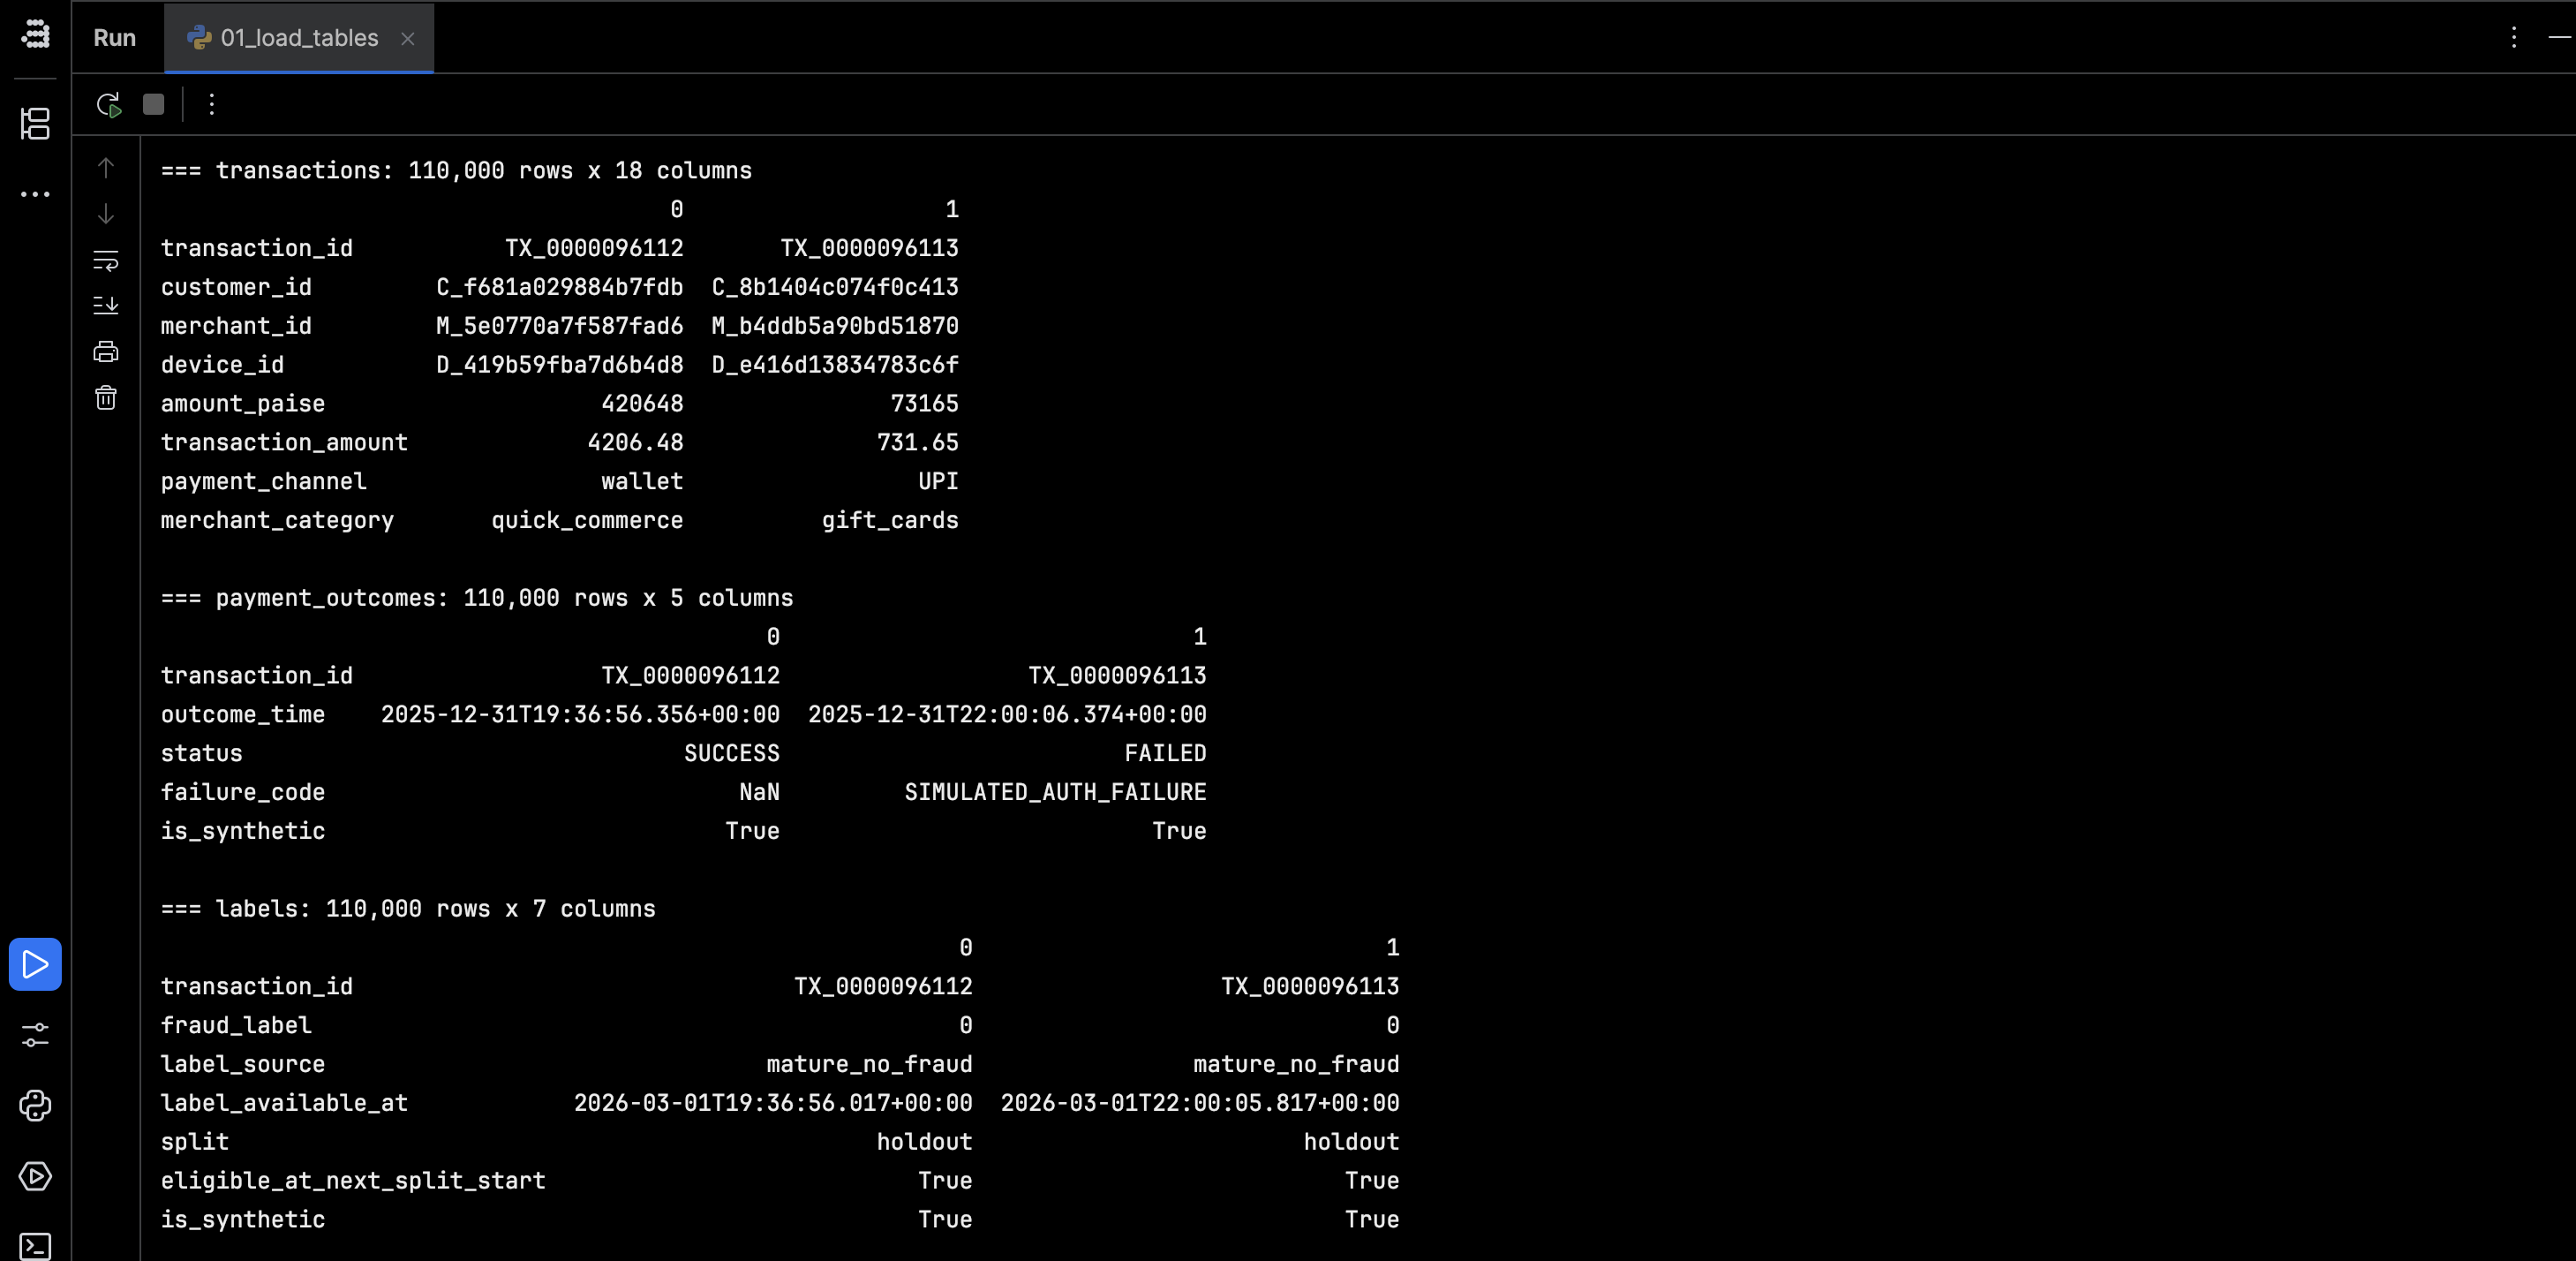 Run 01_load_tables
=== transactions: 110,000 rows x 18 columns
0 1
transaction_id TX_0000096112 TX_0000096113
customer_id C_f681a029884b7fdb C_8b1404c074f0c413
merchant_id M_5e0770a7f587fad6 M_b4ddb5a90bd51870
device_id D_419b59fba7d6b4d8 D_e416d13834783c6f
amount_paise 420648 73165
transaction_amount 4206.48 731.65
payment_channel wallet UPI
merchant_category quick_commerce gift_cards
=== payment_outcomes: 110,000 rows x 5 columns
0 1
transaction_id TX_0000096112 TX_0000096113
outcome_time 2025-12-31T19:36:56.356+00:00 2025-12-31T22:00:06.374+00:00
status SUCCESS FAILED
failure_code NaN SIMULATED_AUTH_FAILURE
is_synthetic True True
=== labels: 110,000 rows x 7 columns
0 1
transaction_id TX_0000096112 TX_0000096113
fraud_label 0 0
label_source mature_no_fraud mature_no_fraud
label_available_at 2026-03-01T19:36:56.017+00:00 2026-03-01T22:00:05.817+00:00
split holdout holdout
eligible_at_next_split_start True True
is_synthetic True True